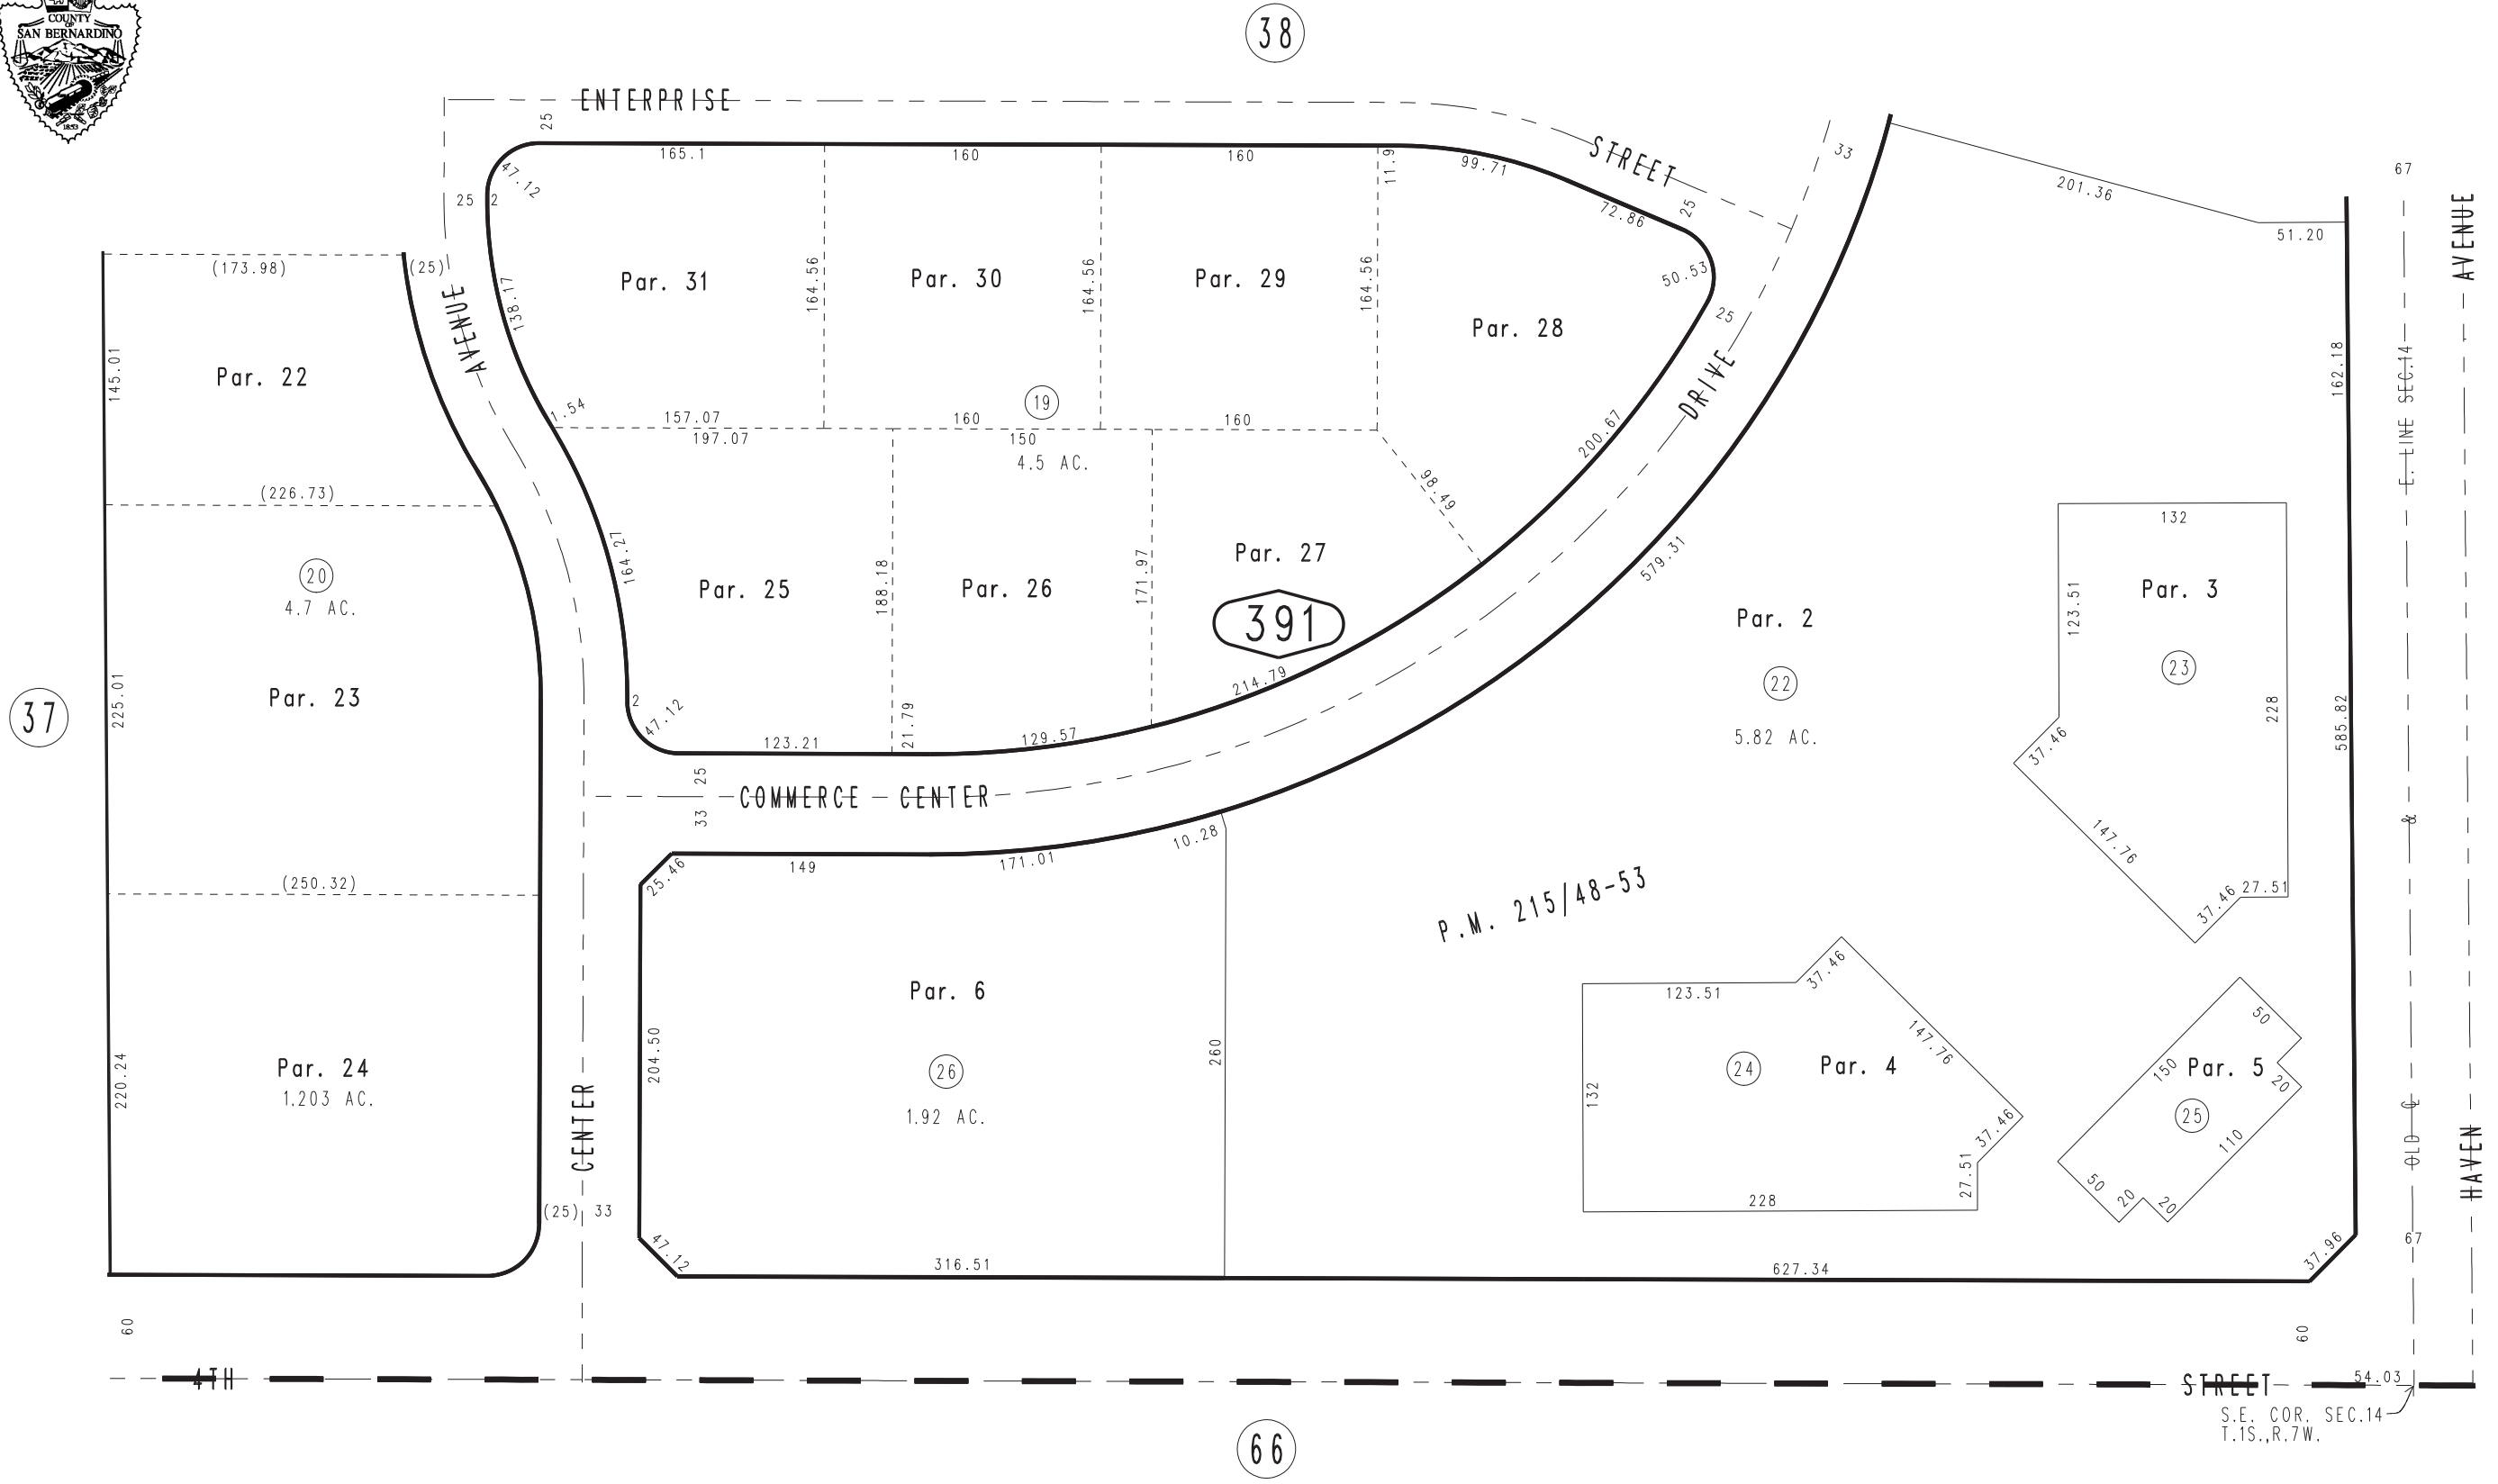 COUNTY
OF
SAN BERNARDINO
1853
38
ENTERPRISE
STREET
25
165.1
160
160
11.9
99.71
72.86
25
33
201.36
51.20
67
AVENUE
47.12
25
2
(173.98)
(25)
AVENUE
138.17
Par. 31
164.56
Par. 30
164.56
Par. 29
164.56
Par. 28
50.53
25
DRIVE
162.18
E. LINE SEC.14
145.01
Par. 22
1.54
157.07
197.07
19
160
150
4.5 AC.
160
98.49
200.67
(226.73)
579.31
132
20
4.7 AC.
164.27
Par. 25
188.18
Par. 26
171.97
Par. 27
391
Par. 2
22
5.82 AC.
123.51
Par. 3
23
228
37
225.01
Par. 23
2
47.12
123.21
21.79
129.57
214.79
37.46
585.82
25
33
COMMERCE CENTER
147.76
&
25.46
149
171.01
10.28
37.46
27.51
(250.32)
P.M. 215/48-53
37.46
123.51
Par. 6
204.50
26
1.92 AC.
260
132
24
Par. 4
147.76
37.46
27.51
228
50
150
Par. 5
20
25
110
50
20
20
Par. 24
1.203 AC.
220.24
CENTER
(25)
33
OLD ℄
HAVEN
67
47.12
316.51
627.34
37.96
60
60
4TH
STREET
54.03
S.E. COR. SEC.14
T.1S.,R.7W.
66